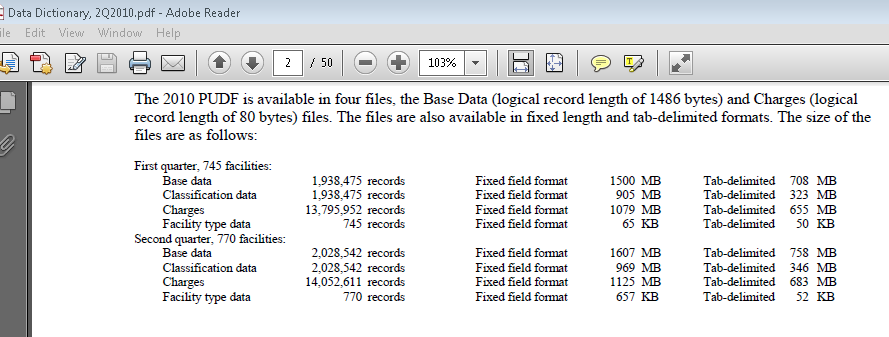 Data Dictionary, 2Q2010.pdf - Adobe Reader
ile Edit View Window Help
2 / 50 103%
The 2010 PUDF is available in four files, the Base Data (logical record length of 1486 bytes) and Charges (logical
record length of 80 bytes) files. The files are also available in fixed length and tab-delimited formats. The size of the
files are as follows:
First quarter, 745 facilities:
Base data 1,938,475 records Fixed field format 1500 MB Tab-delimited 708 MB
Classification data 1,938,475 records Fixed field format 905 MB Tab-delimited 323 MB
Charges 13,795,952 records Fixed field format 1079 MB Tab-delimited 655 MB
Facility type data 745 records Fixed field format 65 KB Tab-delimited 50 KB
Second quarter, 770 facilities:
Base data 2,028,542 records Fixed field format 1607 MB Tab-delimited 758 MB
Classification data 2,028,542 records Fixed field format 969 MB Tab-delimited 346 MB
Charges 14,052,611 records Fixed field format 1125 MB Tab-delimited 683 MB
Facility type data 770 records Fixed field format 657 KB Tab-delimited 52 KB